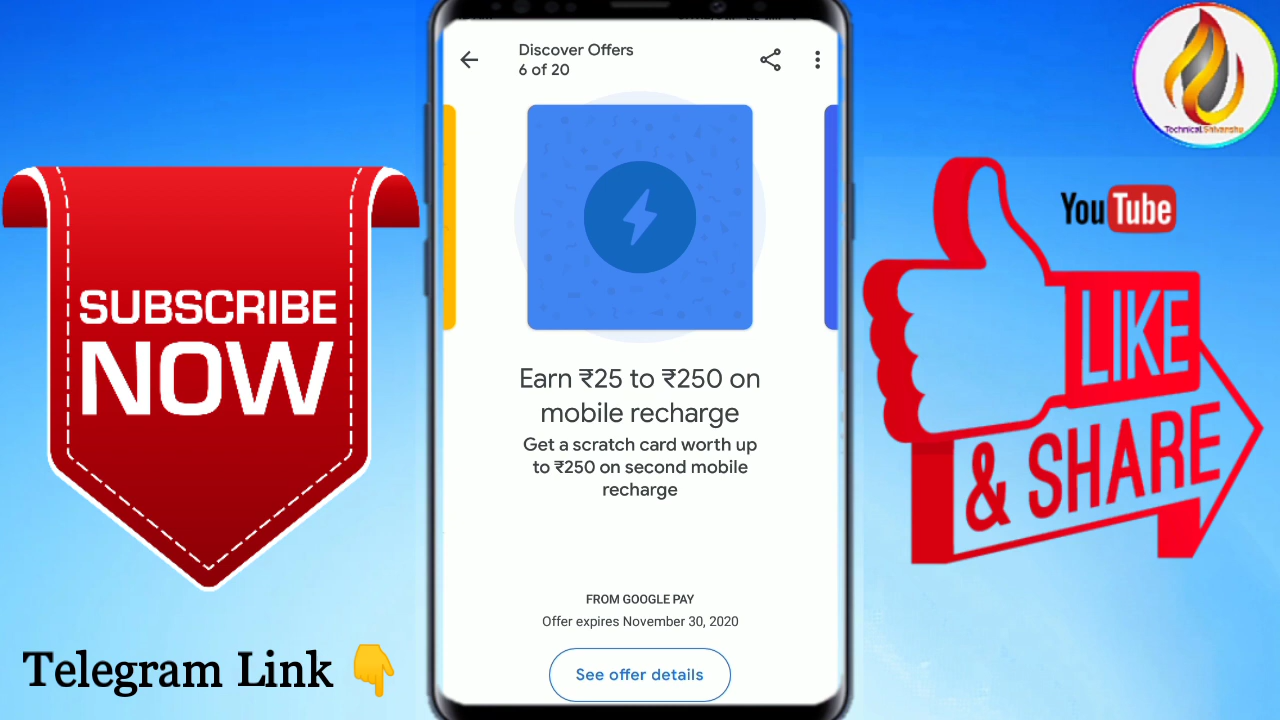 Discover Offers
6 of 20
Technical Shivanshu
SUBSCRIBE
NOW
YouTube
LIKE
& SHARE
Earn ₹25 to ₹250 on
mobile recharge
Get a scratch card worth up
to ₹250 on second mobile
recharge
FROM GOOGLE PAY
Offer expires November 30, 2020
See offer details
Telegram Link 👇